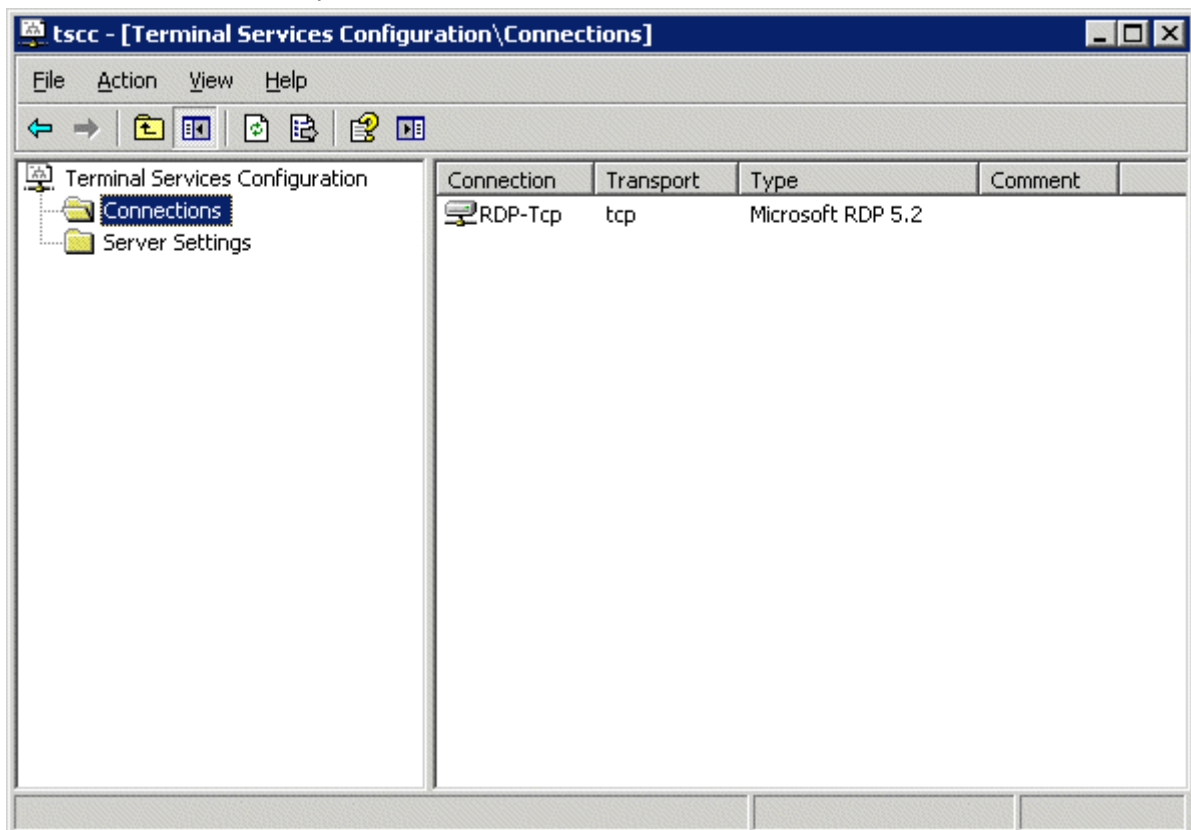 tscc - [Terminal Services Configuration\Connections]
File Action View Help
Terminal Services Configuration
Connections
Server Settings
Connection Transport Type Comment
RDP-Tcp tcp Microsoft RDP 5.2